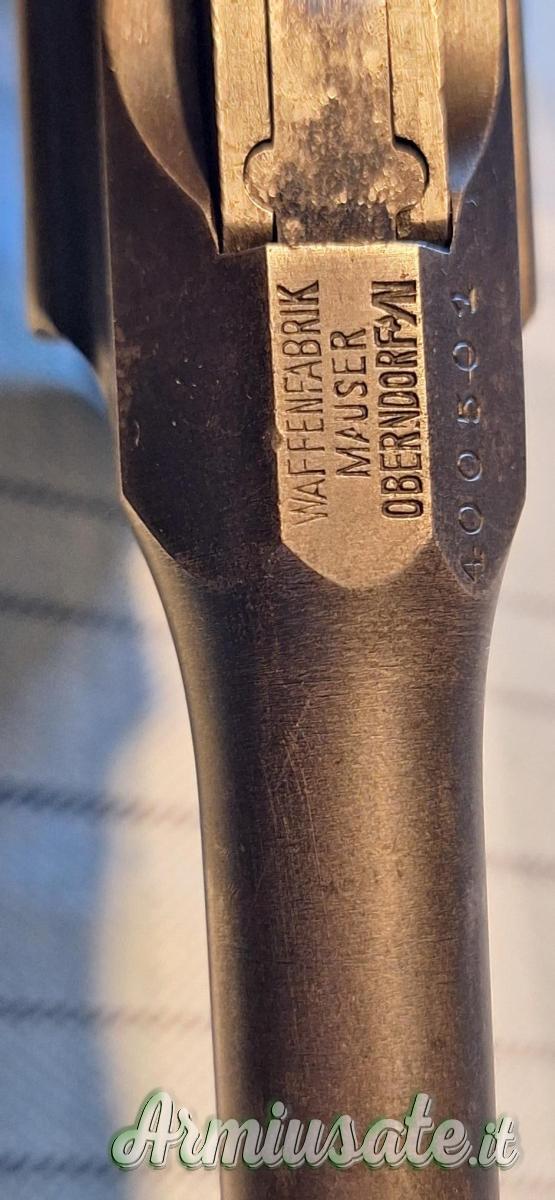 WAFFENFABRIK
MAUSER
OBERNDORF A/N
400502
Armiusate.it